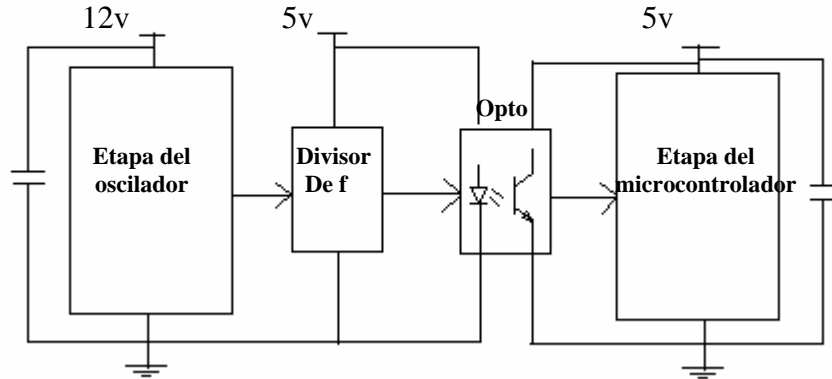 12v
5v
5v
Opto
Etapa del
oscilador
Divisor
De f
Etapa del
microcontrolador